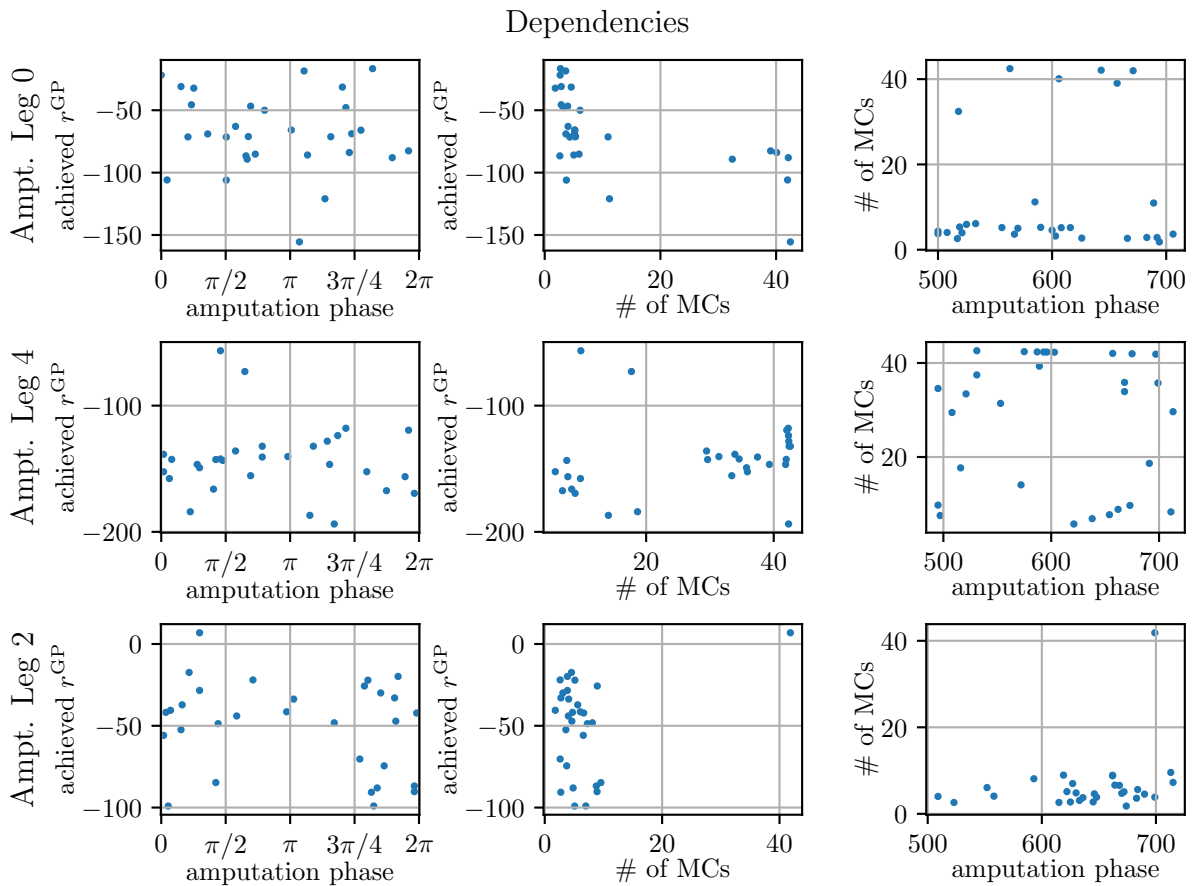 Dependencies
Ampt. Leg 0
achieved r^GP
−50
−100
−150
0 π/2 π 3π/4 2π
amputation phase
achieved r^GP
−50
−100
−150
0 20 40
# of MCs
# of MCs
40
20
0
500 600 700
amputation phase
Ampt. Leg 4
achieved r^GP
−100
−200
0 π/2 π 3π/4 2π
amputation phase
achieved r^GP
−100
−200
20 40
# of MCs
# of MCs
40
20
500 600 700
amputation phase
Ampt. Leg 2
achieved r^GP
0
−50
−100
0 π/2 π 3π/4 2π
amputation phase
achieved r^GP
0
−50
−100
0 20 40
# of MCs
# of MCs
40
20
0
500 600 700
amputation phase